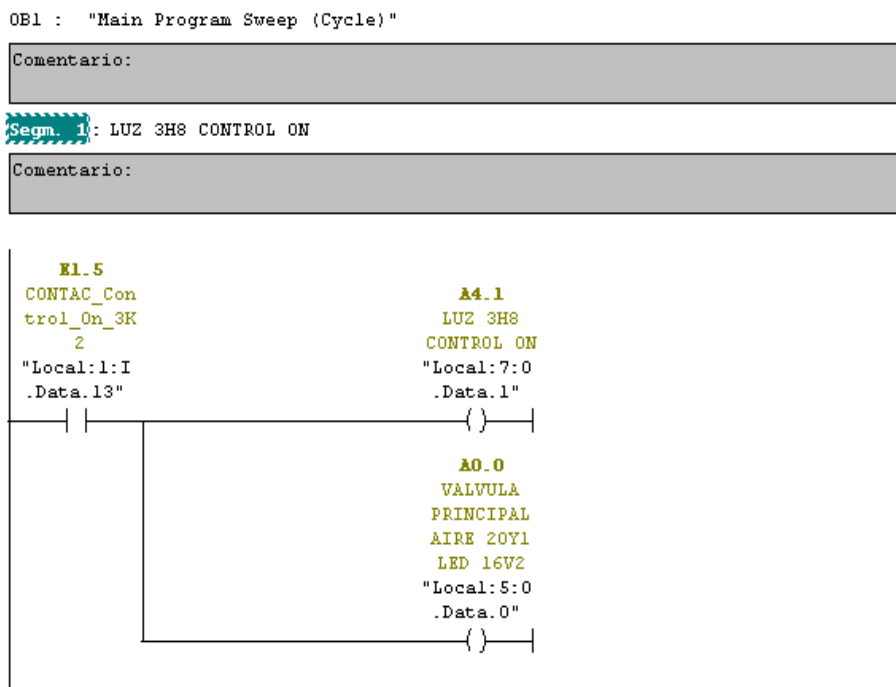 OB1 : "Main Program Sweep (Cycle)"
Comentario:
Segm. 1: LUZ 3H8 CONTROL ON
Comentario:
E1.5
CONTAC_Con
trol_On_3K
2
"Local:1:I
.Data.13"
A4.1
LUZ 3H8
CONTROL ON
"Local:7:O
.Data.1"
A0.0
VALVULA
PRINCIPAL
AIRE 20Y1
LED 16V2
"Local:5:O
.Data.0"